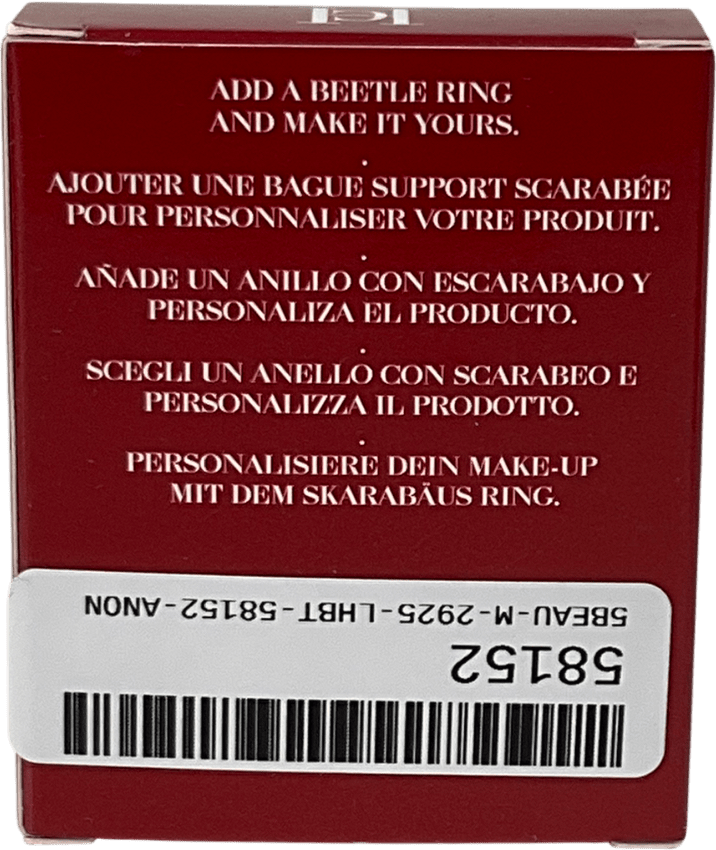 ADD A BEETLE RING
AND MAKE IT YOURS.
.
AJOUTER UNE BAGUE SUPPORT SCARABÉE
POUR PERSONNALISER VOTRE PRODUIT.
.
AÑADE UN ANILLO CON ESCARABAJO Y
PERSONALIZA EL PRODUCTO.
.
SCEGLI UN ANELLO CON SCARABEO E
PERSONALIZZA IL PRODOTTO.
.
PERSONALISIERE DEIN MAKE-UP
MIT DEM SKARABÄUS RING.
58152
5BEAU-M-2925-LHBT-58152-ANON